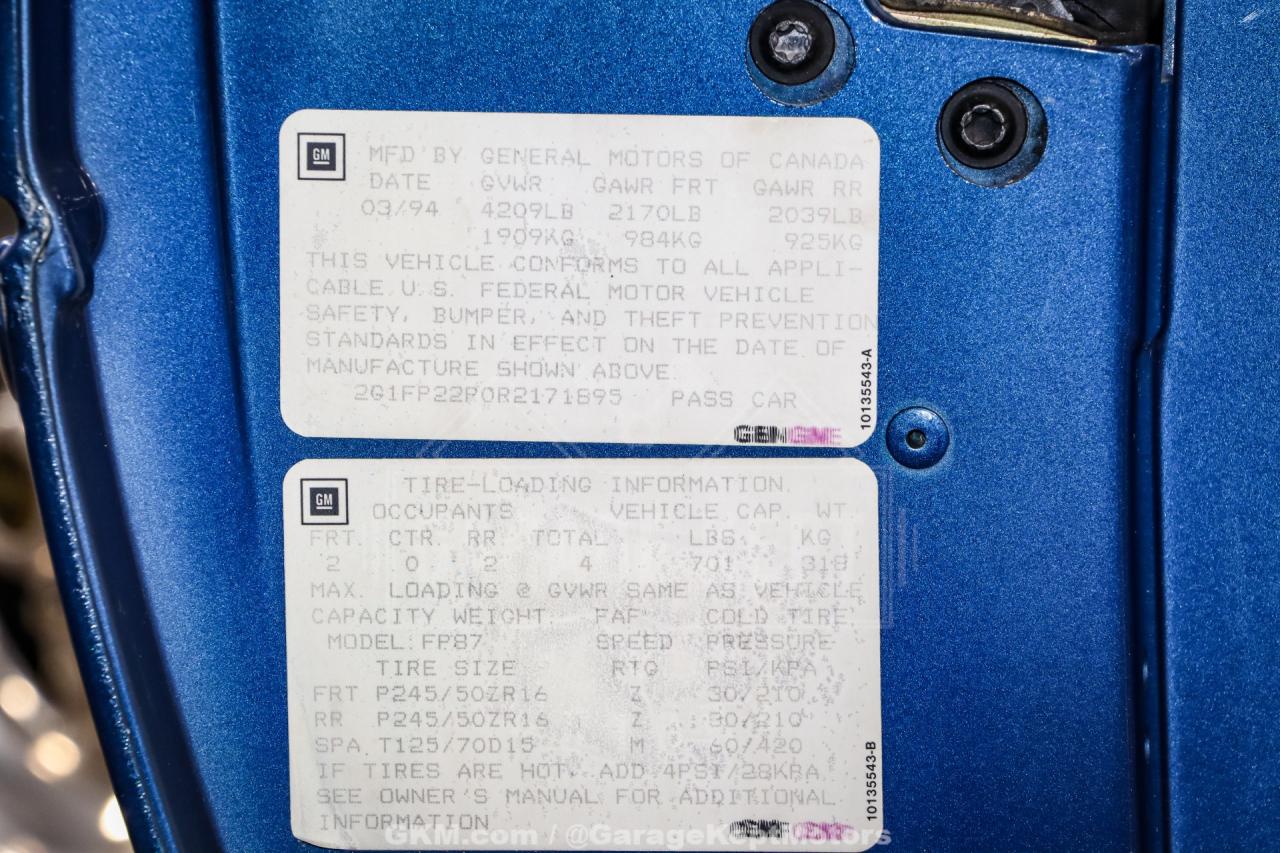 GM
MFD BY GENERAL MOTORS OF CANADA
DATE GVWR GAWR FRT GAWR RR
03/94 4209LB 2170LB 2039LB
1909KG 984KG 925KG
THIS VEHICLE CONFORMS TO ALL APPLI-
CABLE U.S. FEDERAL MOTOR VEHICLE
SAFETY, BUMPER, AND THEFT PREVENTION
STANDARDS IN EFFECT ON THE DATE OF
MANUFACTURE SHOWN ABOVE.
2G1FP22P0R2171895 PASS CAR
10135543-A
GM
TIRE-LOADING INFORMATION
OCCUPANTS VEHICLE CAP. WT.
FRT. CTR. RR TOTAL LBS. KG
2 0 2 4 701 318
MAX. LOADING @ GVWR SAME AS VEHICLE
CAPACITY WEIGHT. FAF COLD TIRE
MODEL:FP87 SPEED PRESSURE
TIRE SIZE RTG PSI/KPA
FRT P245/50ZR16 Z 30/210
RR P245/50ZR16 Z 30/210
SPA T125/70D15 M 60/420
IF TIRES ARE HOT, ADD 4PSI/28KPA
SEE OWNER'S MANUAL FOR ADDITIONAL
INFORMATION
10135543-B
GKM.com / @GarageKeptMotors